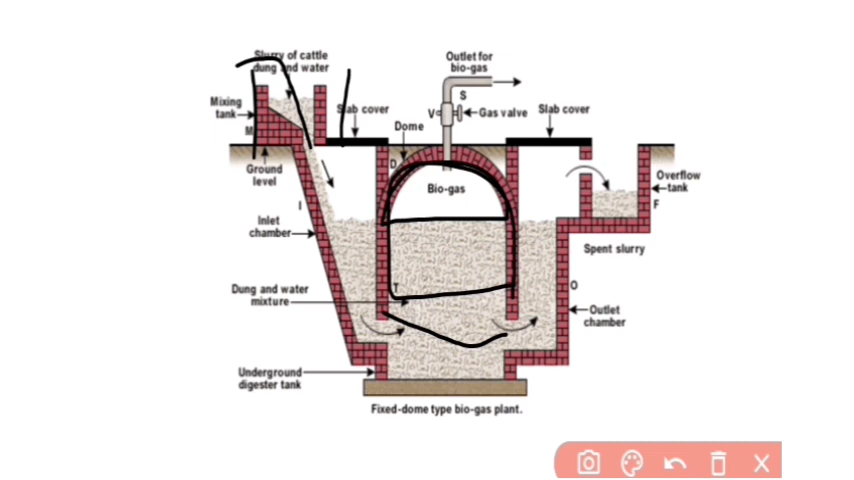 Slurry of cattle
dung and water
Outlet for
bio-gas
S
Mixing
tank
M
Slab cover
V
Gas valve
Slab cover
Dome
D
Ground
level
Bio-gas
Overflow
tank
F
I
Inlet
chamber
Spent slurry
Dung and water
mixture
T
O
Outlet
chamber
Underground
digester tank
Fixed-dome type bio-gas plant.